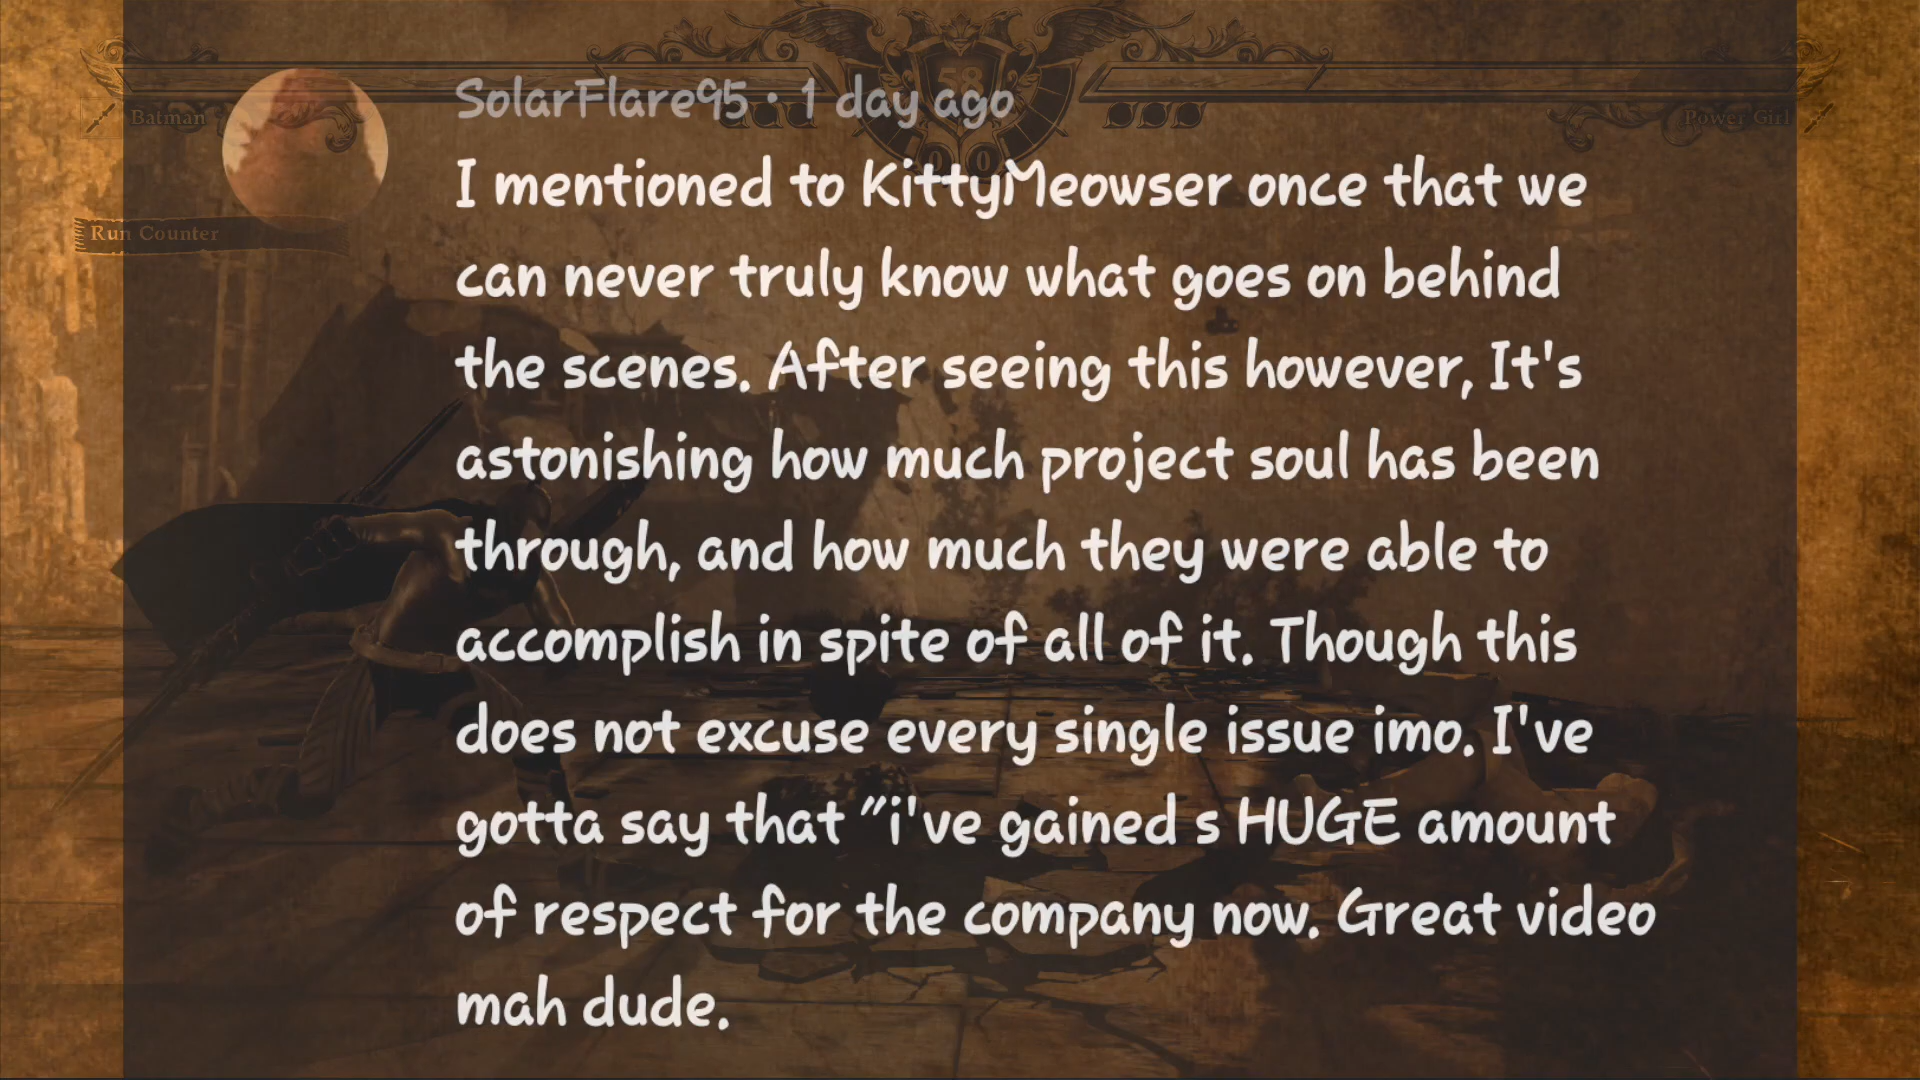 58
Batman
Power Girl
0 0
Run Counter
SolarFlare95 · 1 day ago
I mentioned to KittyMeowser once that we
can never truly know what goes on behind
the scenes. After seeing this however, It's
astonishing how much project soul has been
through, and how much they were able to
accomplish in spite of all of it. Though this
does not excuse every single issue imo. I've
gotta say that "i've gained s HUGE amount
of respect for the company now. Great video
mah dude.